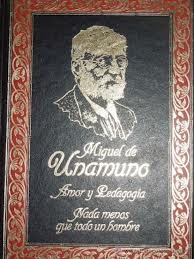 Miguel de
Unamuno
Amor y Pedagogía
Nada menos
que todo un hombre